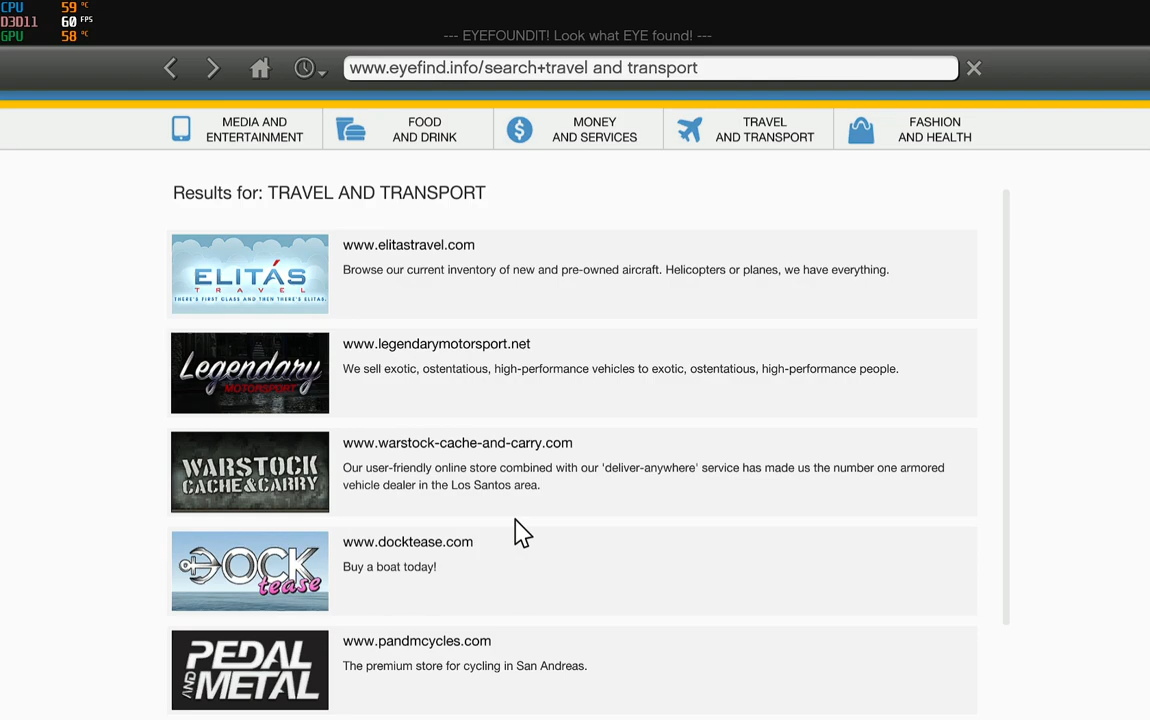 CPU 59 °C
D3D11 60 FPS
GPU 58 °C
--- EYEFOUNDIT! Look what EYE found! ---
www.eyefind.info/search+travel and transport
MEDIA AND
ENTERTAINMENT
FOOD
AND DRINK
MONEY
AND SERVICES
TRAVEL
AND TRANSPORT
FASHION
AND HEALTH
Results for: TRAVEL AND TRANSPORT
ELITÁS
TRAVEL
THERE'S FIRST CLASS AND THEN THERE'S ELITAS.
www.elitastravel.com
Browse our current inventory of new and pre-owned aircraft. Helicopters or planes, we have everything.
Legendary
MOTORSPORT
www.legendarymotorsport.net
We sell exotic, ostentatious, high-performance vehicles to exotic, ostentatious, high-performance people.
WARSTOCK
CACHE&CARRY
www.warstock-cache-and-carry.com
Our user-friendly online store combined with our 'deliver-anywhere' service has made us the number one armored
vehicle dealer in the Los Santos area.
DOCK
tease
www.docktease.com
Buy a boat today!
PEDAL
AND METAL
www.pandmcycles.com
The premium store for cycling in San Andreas.